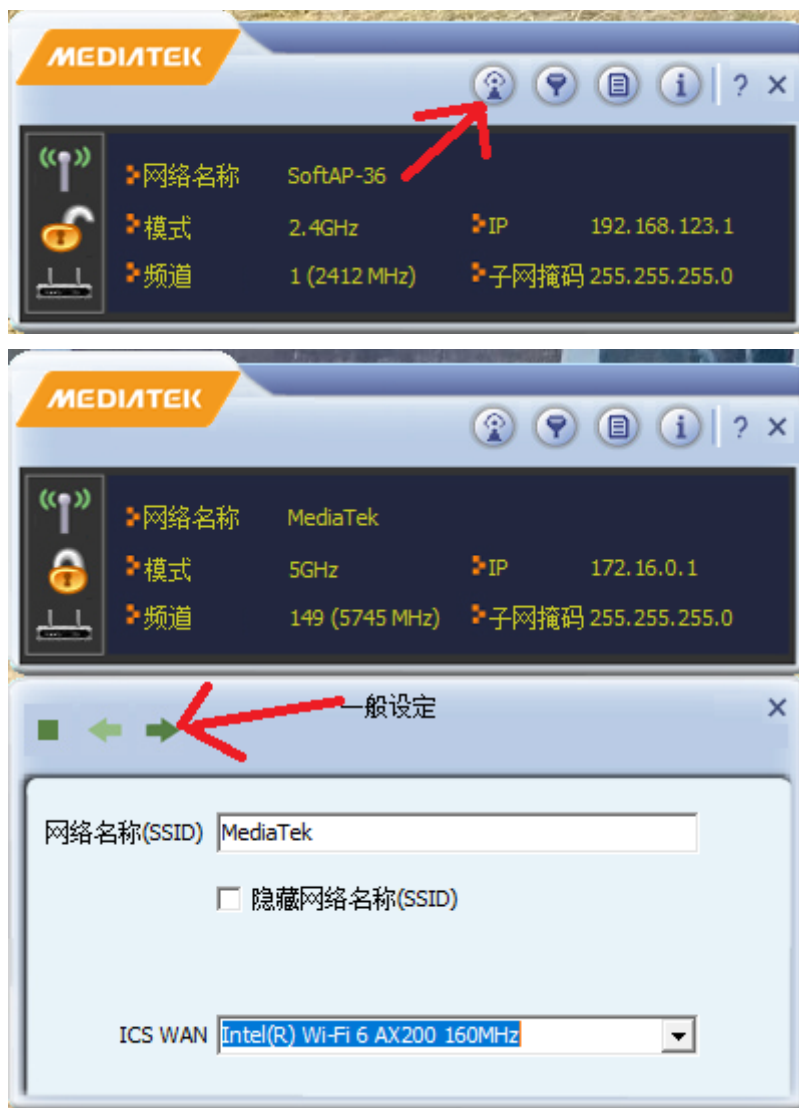 MEDIATEK
? ×
网络名称 SoftAP-36
模式 2.4GHz IP 192.168.123.1
频道 1 (2412 MHz) 子网掩码 255.255.255.0
MEDIATEK
? ×
网络名称 MediaTek
模式 5GHz IP 172.16.0.1
频道 149 (5745 MHz) 子网掩码 255.255.255.0
一般设定 ×
网络名称(SSID) MediaTek
隐藏网络名称(SSID)
ICS WAN Intel(R) Wi-Fi 6 AX200 160MHz